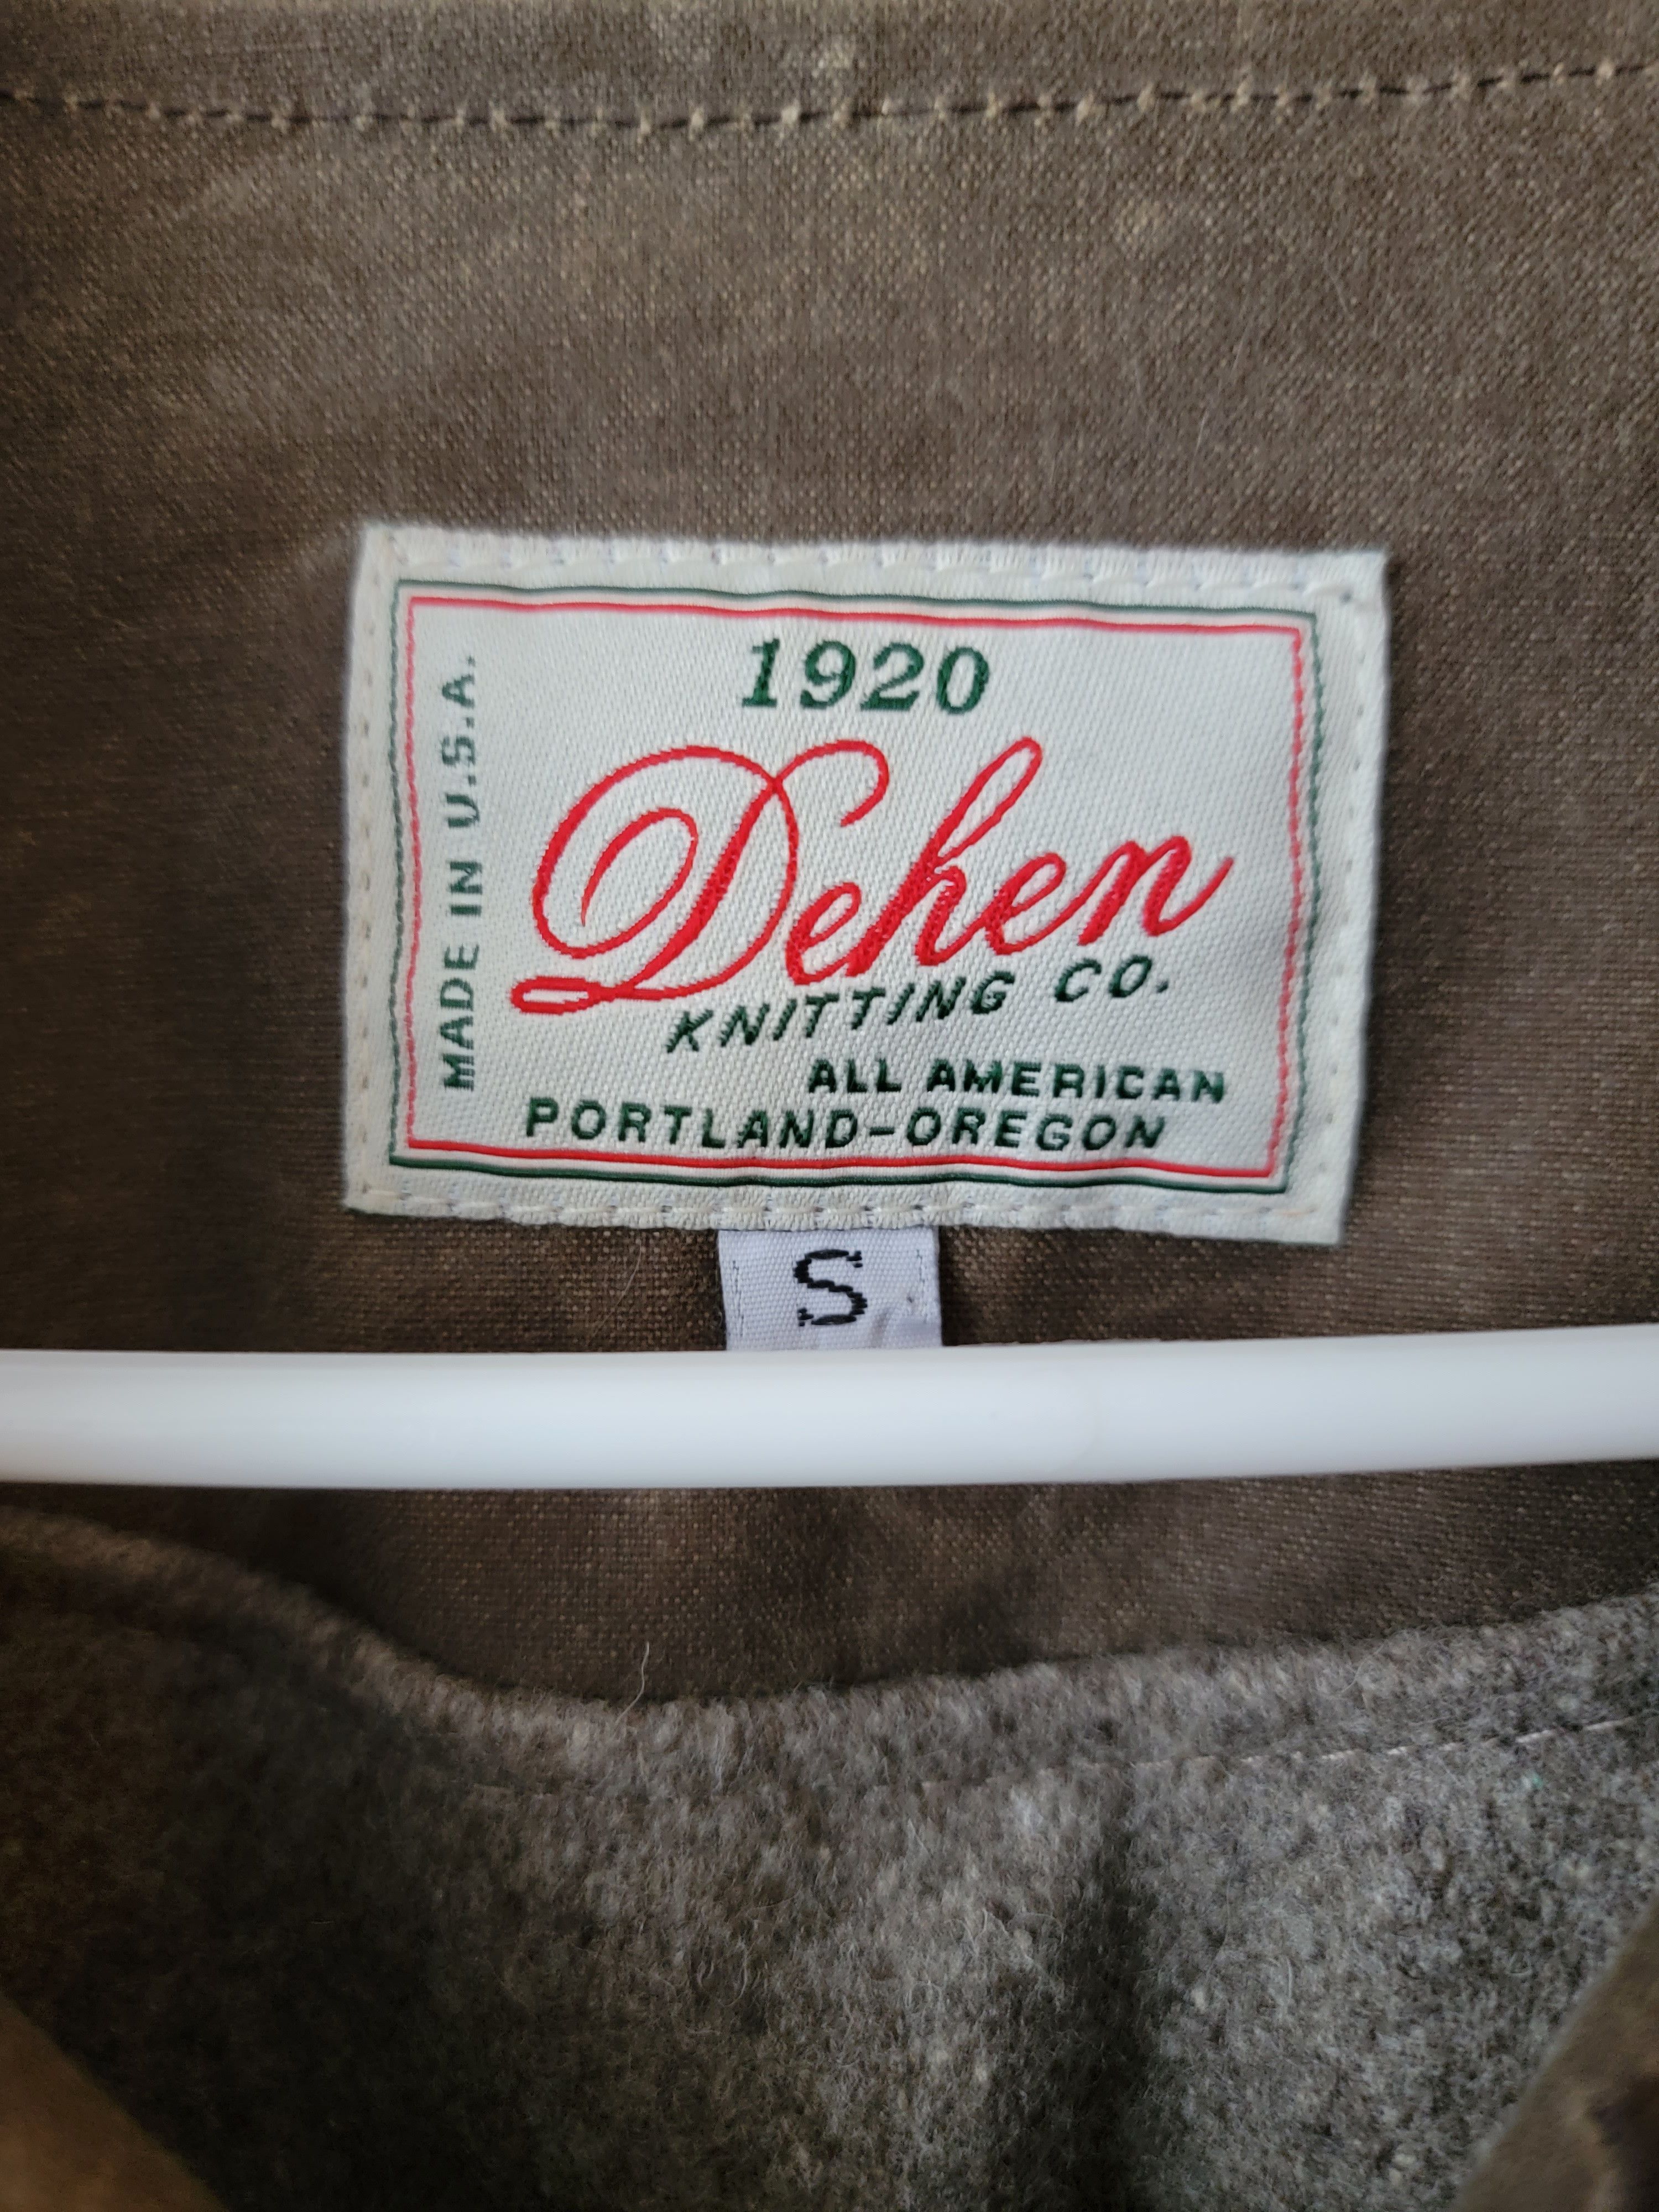 1920
Dehen
KNITTING CO.
ALL AMERICAN
PORTLAND-OREGON
MADE IN U.S.A.
S